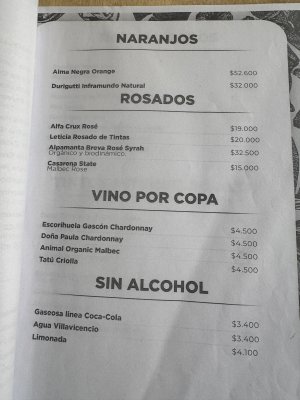 NARANJOS
Alme Negra Orange $52.600
Durigutti Inframundo Natural $32.000
ROSADOS
Alfa Crux Rosé $19.000
Leticia Rosado de Tintas $20.000
Alpamanta Breva Rosé Syrah $32.500
Orgánico y biodinámico.
Casarena State $15.000
Malbec Rose
VINO POR COPA
Escorihuela Gascón Chardonnay $4.500
Doña Paula Chardonnay $4.500
Animal Organic Malbec $4.500
Tatú Criolla $4.500
SIN ALCOHOL
Gaseosa línea Coca-Cola $3.400
Agua Villavicencio $3.400
Limonada $4.100